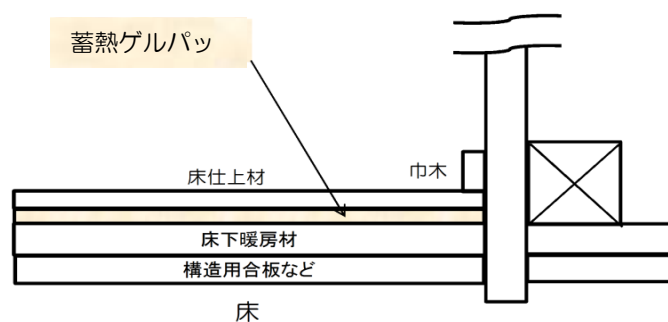 蓄熱ゲルパッ
床仕上材
巾木
床下暖房材
構造用合板など
床